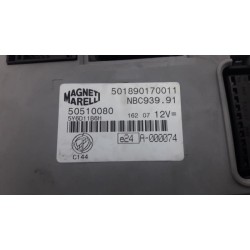 MAGNETI
MARELLI
501890170011
NBC939.91
50510080
162 07 12V
e24 A-000074
C144